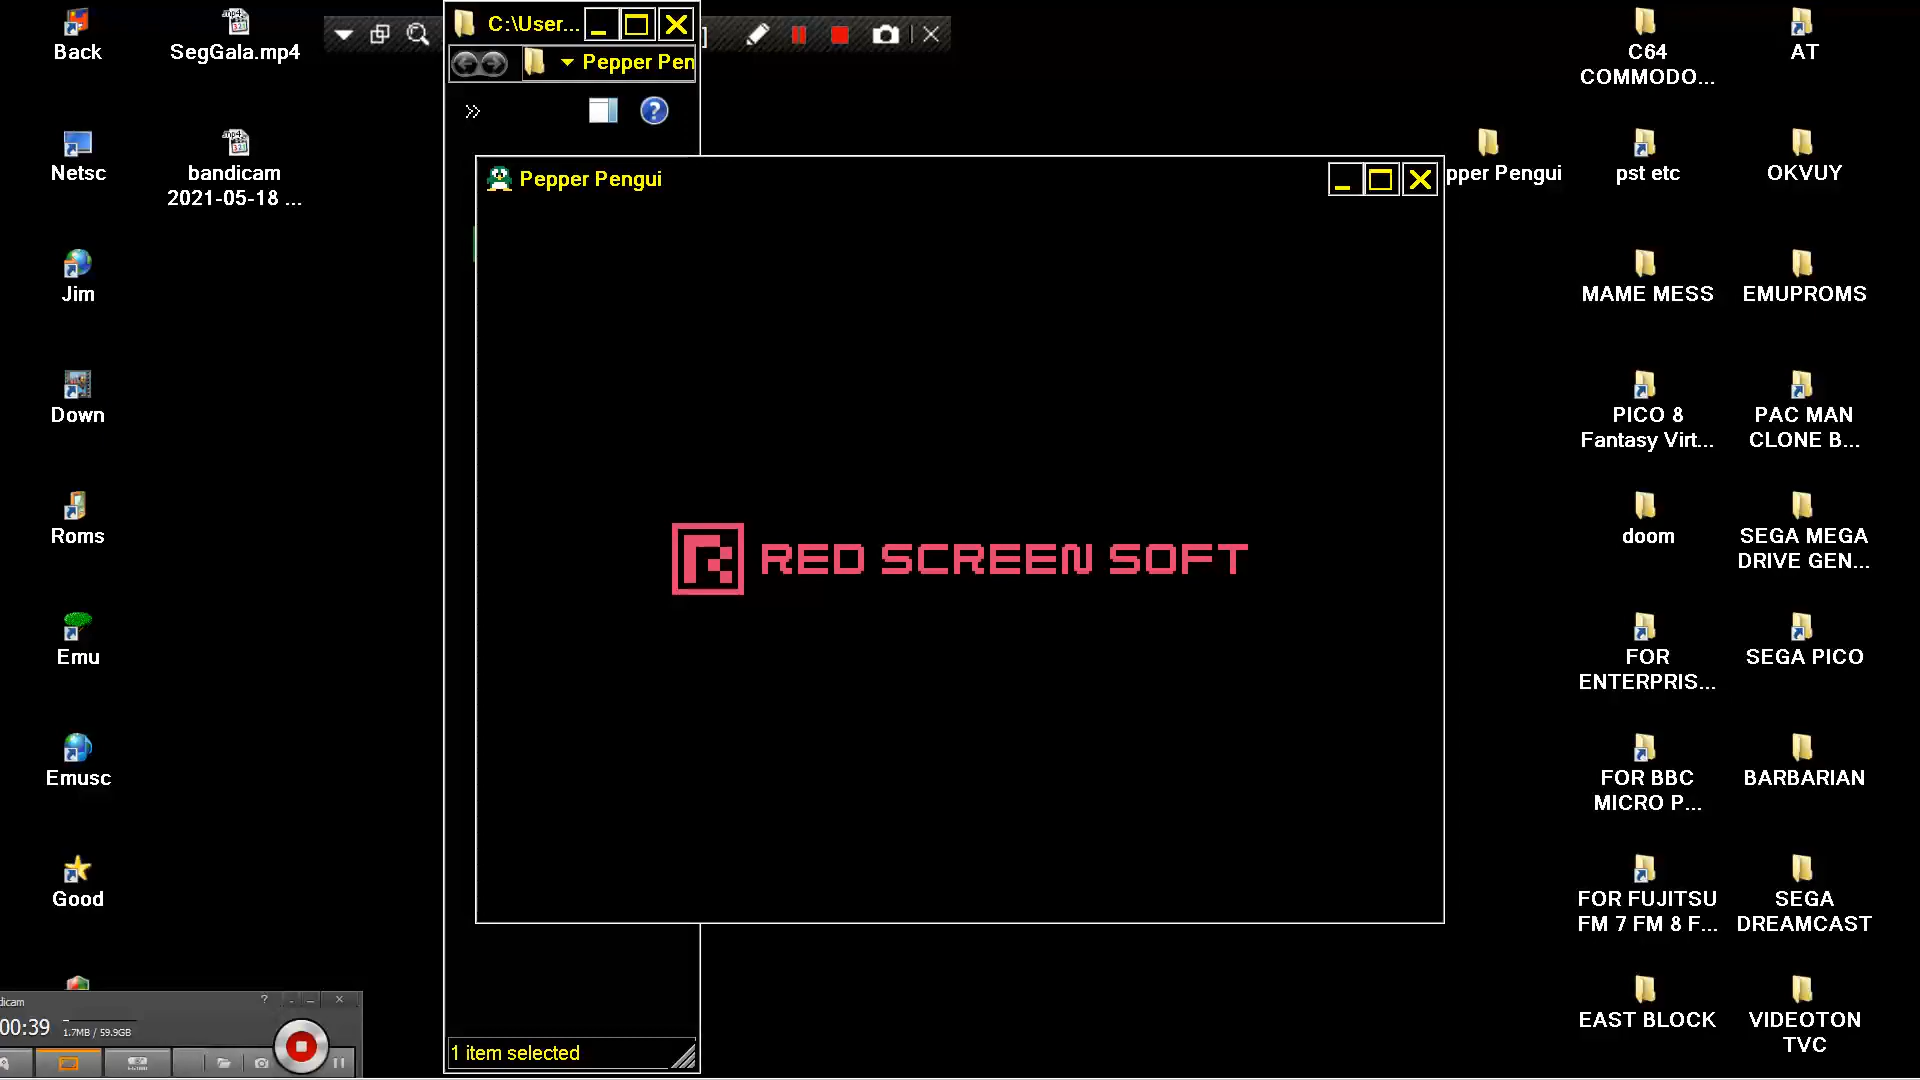 Back
SegGala.mp4
Netsc
bandicam
2021-05-18 ...
Jim
Down
Roms
Emu
Emusc
Good
C:\User...
Pepper Pen
Pepper Pengui
RED SCREEN SOFT
1 item selected
pper Pengui
C64
COMMODO...
AT
pst etc
OKVUY
MAME MESS
EMUPROMS
PICO 8
Fantasy Virt...
PAC MAN
CLONE B...
doom
SEGA MEGA
DRIVE GEN...
FOR
ENTERPRIS...
SEGA PICO
FOR BBC
MICRO P...
BARBARIAN
FOR FUJITSU
FM 7 FM 8 F...
SEGA
DREAMCAST
EAST BLOCK
VIDEOTON
TVC
dicam
00:39
1.7MB / 59.9GB